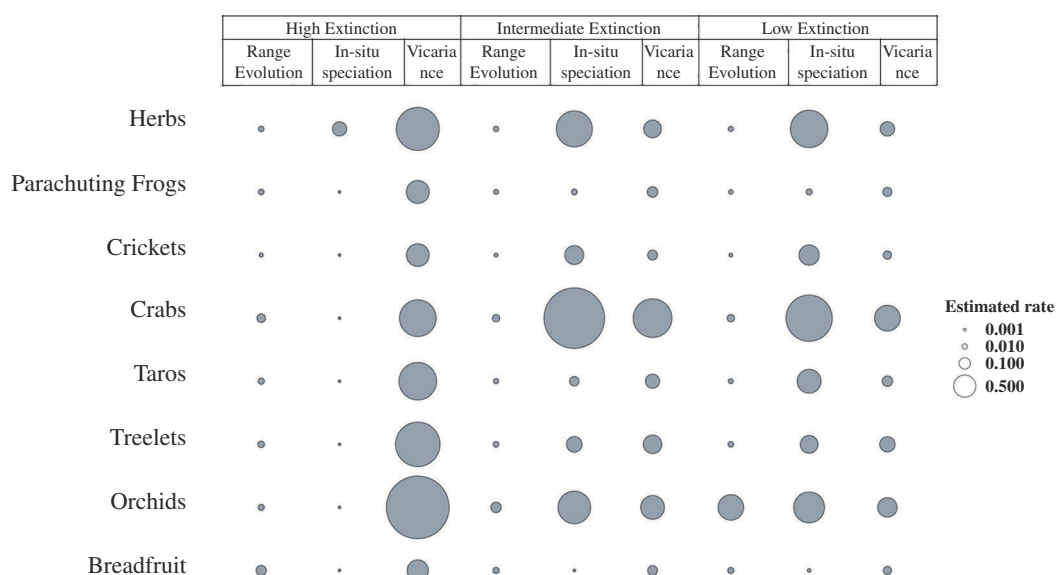 High Extinction Intermediate Extinction Low Extinction
Range Evolution In-situ speciation Vicaria nce Range Evolution In-situ speciation Vicaria nce Range Evolution In-situ speciation Vicaria nce
Herbs
Parachuting Frogs
Crickets
Crabs
Estimated rate
0.001
0.010
0.100
0.500
Taros
Treelets
Orchids
Breadfruit